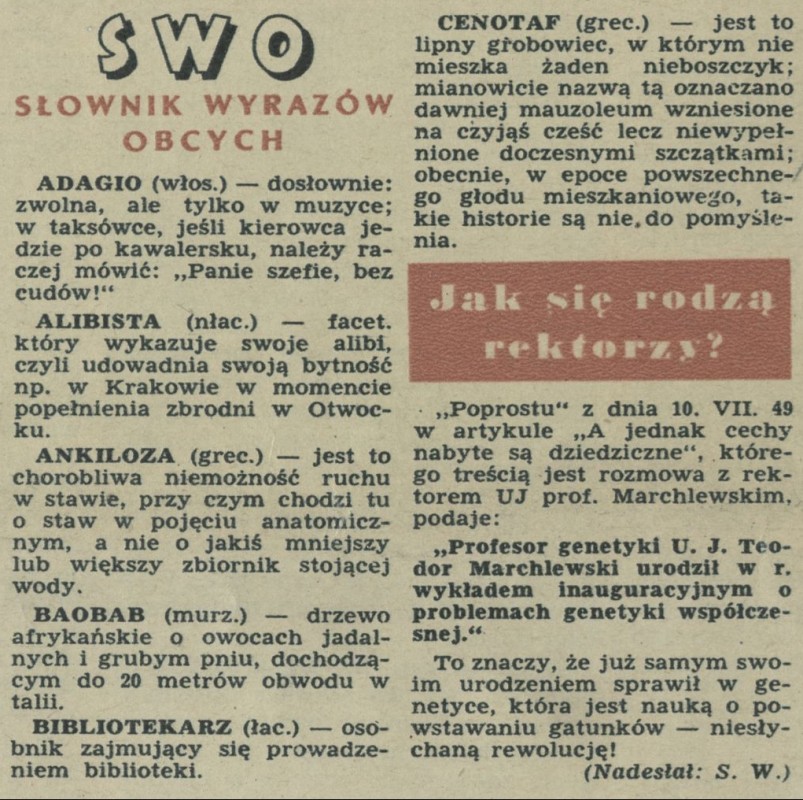 SWO
SŁOWNIK WYRAZÓW
OBCYCH
ADAGIO (włos.) — dosłownie:
zwolna, ale tylko w muzyce;
w taksówce, jeśli kierowca je-
dzie po kawalersku, należy ra-
czej mówić: „Panie szefie, bez
cudów!“
ALIBISTA (nłac.) — facet.
który wykazuje swoje alibi,
czyli udowadnia swoją bytność
np. w Krakowie w momencie
popełnienia zbrodni w Otwoc-
ku.
ANKILOZA (grec.) — jest to
chorobliwa niemożność ruchu
w stawie, przy czym chodzi tu
o staw w pojęciu anatomicz-
nym, a nie o jakiś mniejszy
lub większy zbiornik stojącej
wody.
BAOBAB (murz.) — drzewo
afrykańskie o owocach jadal-
nych i grubym pniu, dochodzą-
cym do 20 metrów obwodu w
talii.
BIBLIOTEKARZ (łac.) — oso-
bnik zajmujący się prowadze-
niem biblioteki.
CENOTAF (grec.) — jest to
lipny grobowiec, w którym nie
mieszka żaden nieboszczyk;
mianowicie nazwą tą oznaczano
dawniej mauzoleum wzniesione
na czyjąś cześć lecz niewypeł-
nione doczesnymi szczątkami;
obecnie, w epoce powszechne-
go głodu mieszkaniowego, ta-
kie historie są nie do pomyśle-
nia.
Jak się rodzą
rektorzy?
„Poprostu“ z dnia 10. VII. 49
w artykule „A jednak cechy
nabyte są dziedziczne“, które-
go treścią jest rozmowa z rek-
torem UJ prof. Marchlewskim,
podaje:
„Profesor genetyki U. J. Teo-
dor Marchlewski urodził w r.
wykładem inauguracyjnym o
problemach genetyki współcze-
snej.“
To znaczy, że już samym swo-
im urodzeniem sprawił w ge-
netyce, która jest nauką o po-
wstawaniu gatunków — niesły-
chaną rewolucję!
(Nadesłał: S. W.)